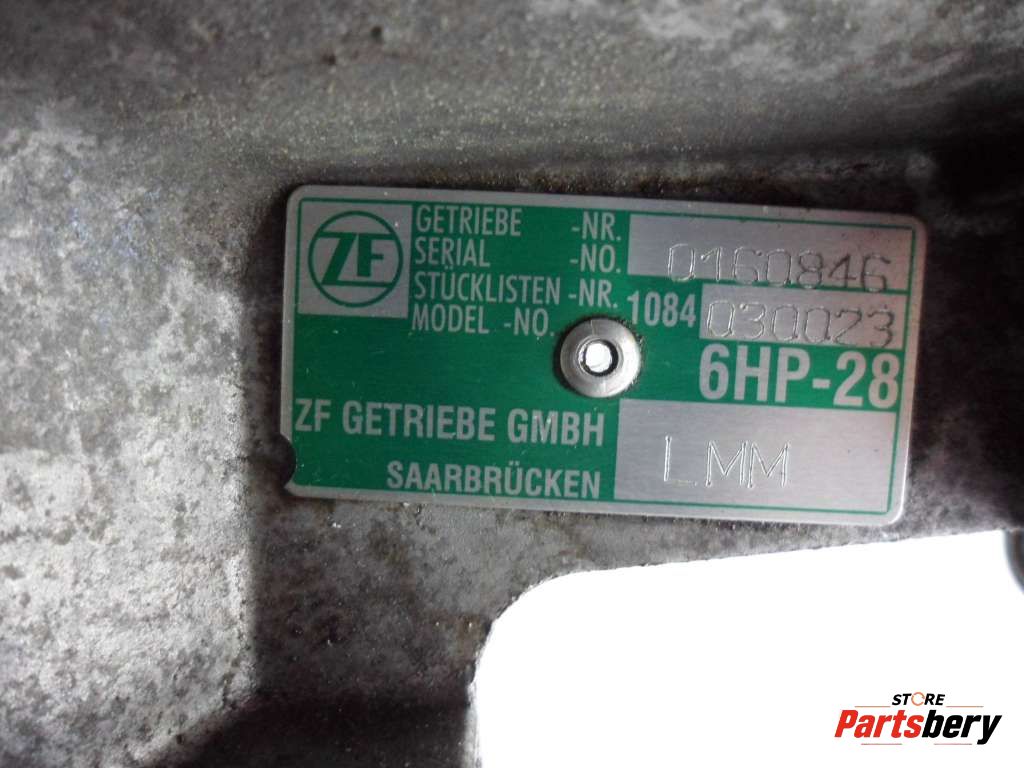 ZF
GETRIEBE -NR.
SERIAL -NO. 0160846
STÜCKLISTEN -NR.
MODEL -NO. 1084 030023
6HP-28
ZF GETRIEBE GMBH
SAARBRÜCKEN
LMM
STORE
Partsbery